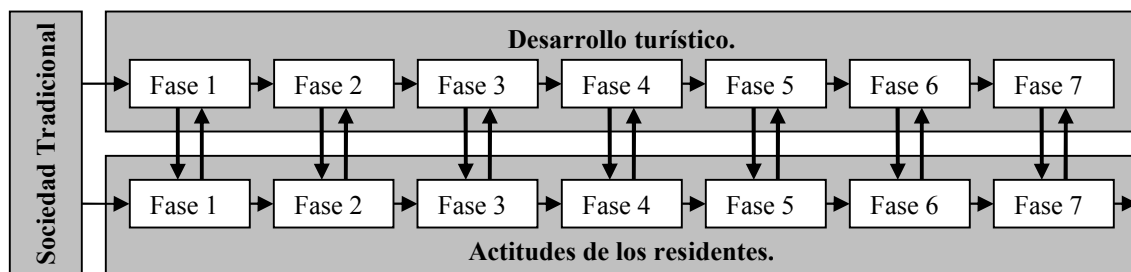 Sociedad Tradicional
Desarrollo turístico.
Fase 1
Fase 2
Fase 3
Fase 4
Fase 5
Fase 6
Fase 7
Fase 1
Fase 2
Fase 3
Fase 4
Fase 5
Fase 6
Fase 7
Actitudes de los residentes.